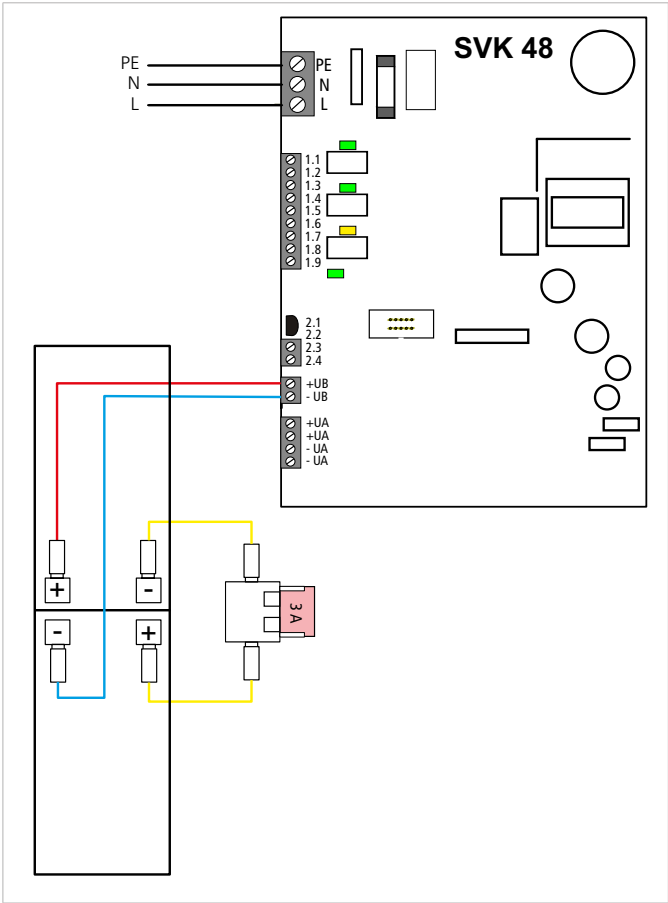 SVK 48
PE
N
L
PE
N
L
1.1
1.2
1.3
1.4
1.5
1.6
1.7
1.8
1.9
2.1
2.2
2.3
2.4
+UB
- UB
+UA
+UA
- UA
- UA
+
-
-
+
3 A